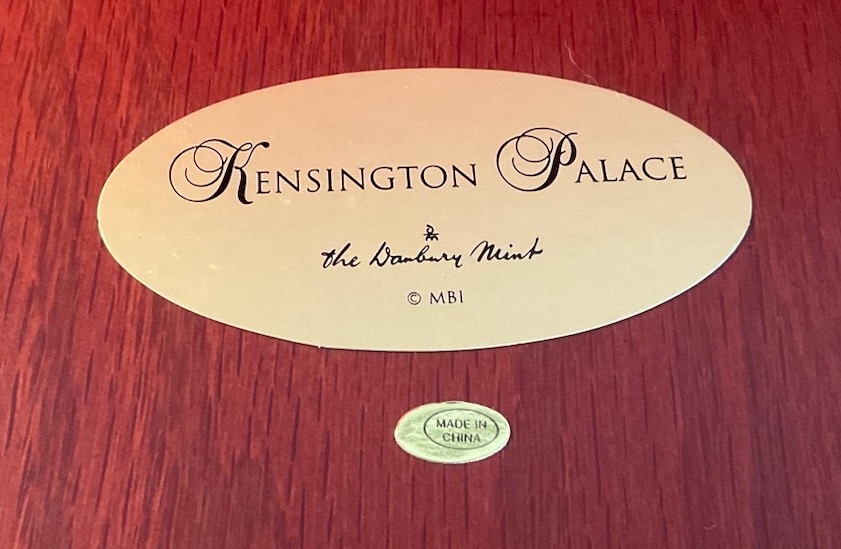 KENSINGTON PALACE
the Danbury Mint
© MBI
MADE IN
CHINA